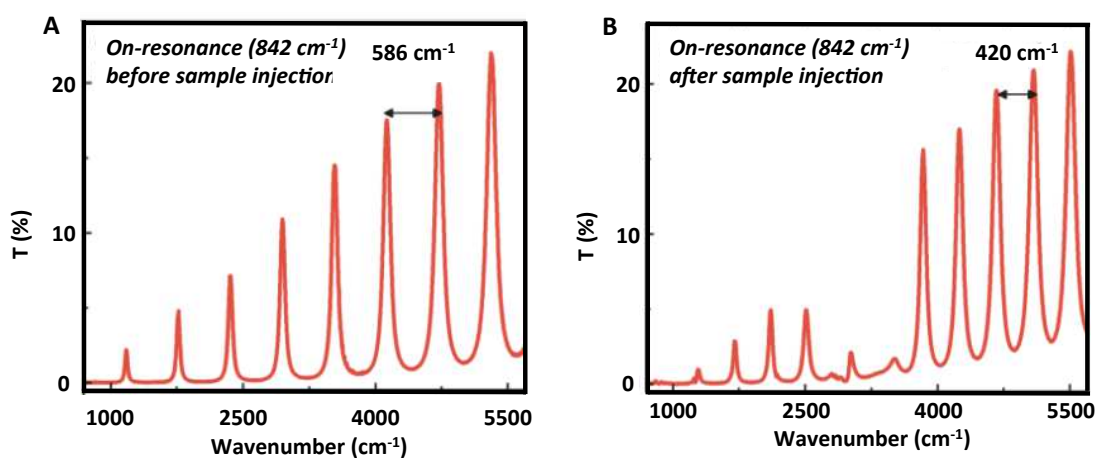 A
On-resonance (842 cm⁻¹)
before sample injection
586 cm⁻¹
20
10
0
T (%)
1000
2500
4000
5500
Wavenumber (cm⁻¹)
B
On-resonance (842 cm⁻¹)
after sample injection
420 cm⁻¹
20
10
0
T (%)
1000
2500
4000
5500
Wavenumber (cm⁻¹)